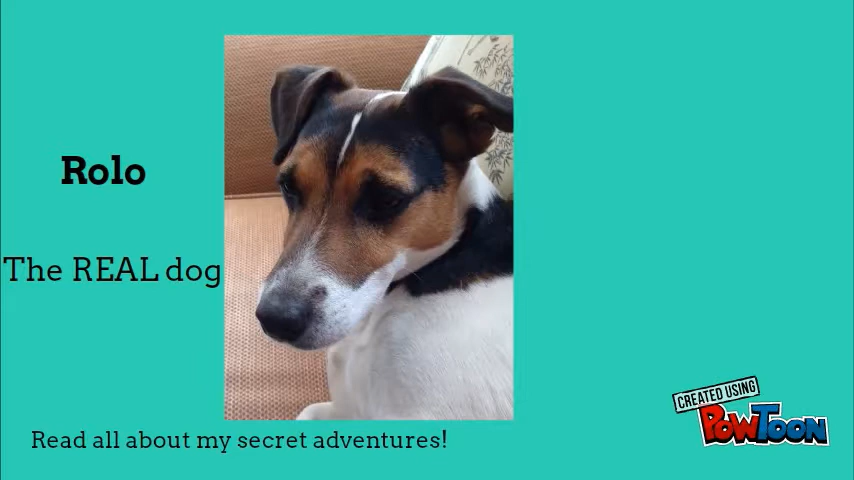 Rolo
The REAL dog
Read all about my secret adventures!
CREATED USING
POWTOON